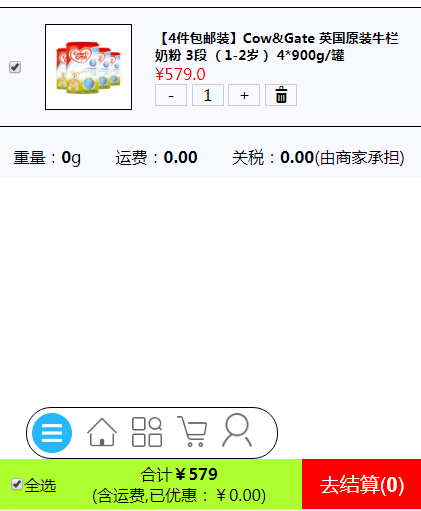 【4件包邮装】Cow&Gate 英国原装牛栏
奶粉 3段 （1-2岁） 4*900g/罐
¥579.0
- 1 +
重量：0g 运费：0.00 关税：0.00(由商家承担)
全选
合计￥579
(含运费,已优惠：￥0.00)
去结算(0)